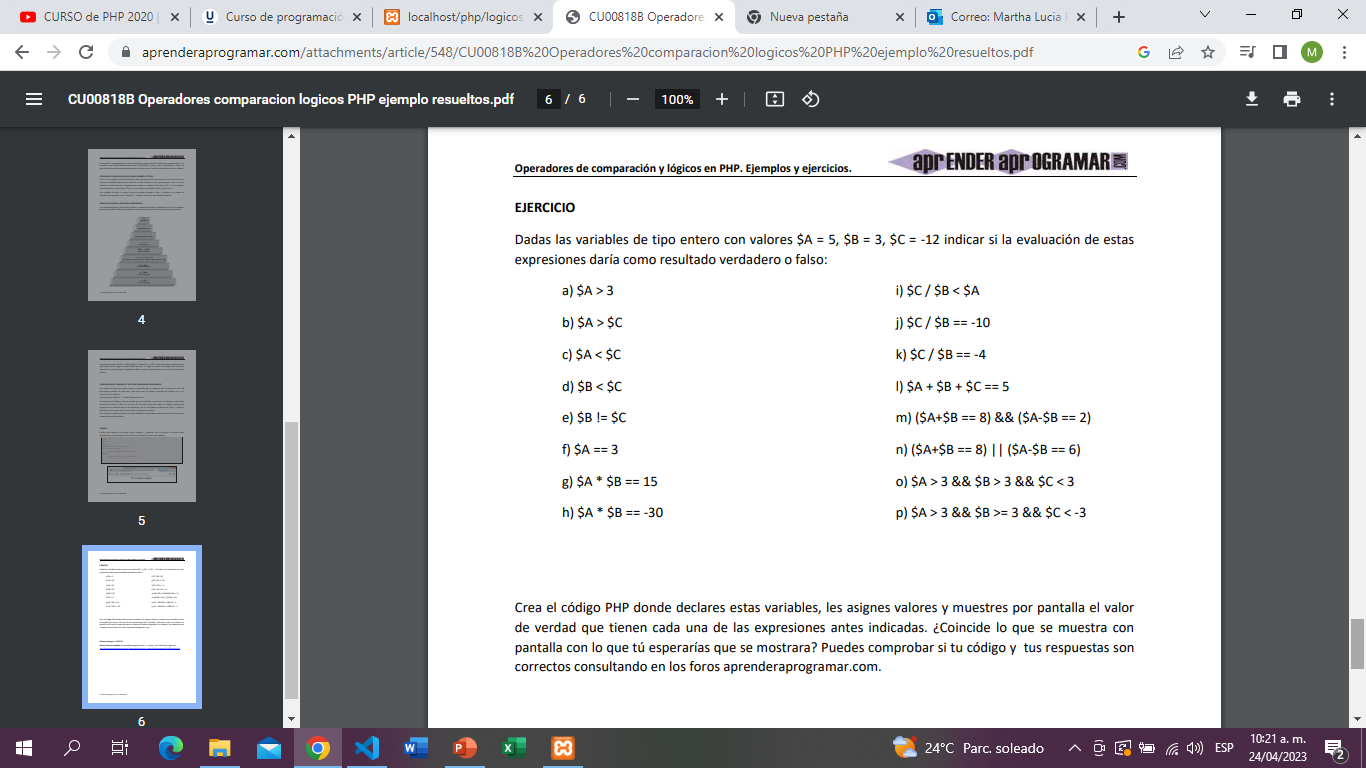 CURSO de PHP 2020 |
Curso de programació
localhost/php/logicos.
CU00818B Operadore
Nueva pestaña
Correo: Martha Lucia
aprenderaprogramar.com/attachments/article/548/CU00818B%20Operadores%20comparacion%20logicos%20PHP%20ejemplo%20resueltos.pdf
M
CU00818B Operadores comparacion logicos PHP ejemplo resueltos.pdf
6 / 6
100%
4
5
6
Operadores de comparación y lógicos en PHP. Ejemplos y ejercicios.
aprENDER aprOGRAMAR.COM
EJERCICIO
Dadas las variables de tipo entero con valores $A = 5, $B = 3, $C = -12 indicar si la evaluación de estas
expresiones daría como resultado verdadero o falso:
a) $A > 3
b) $A > $C
c) $A < $C
d) $B < $C
e) $B != $C
f) $A == 3
g) $A * $B == 15
h) $A * $B == -30
i) $C / $B < $A
j) $C / $B == -10
k) $C / $B == -4
l) $A + $B + $C == 5
m) ($A+$B == 8) && ($A-$B == 2)
n) ($A+$B == 8) || ($A-$B == 6)
o) $A > 3 && $B > 3 && $C < 3
p) $A > 3 && $B >= 3 && $C < -3
Crea el código PHP donde declares estas variables, les asignes valores y muestres por pantalla el valor
de verdad que tienen cada una de las expresiones antes indicadas. ¿Coincide lo que se muestra con
pantalla con lo que tú esperarías que se mostrara? Puedes comprobar si tu código y tus respuestas son
correctos consultando en los foros aprenderaprogramar.com.
24°C Parc. soleado
ESP
10:21 a. m.
24/04/2023
2